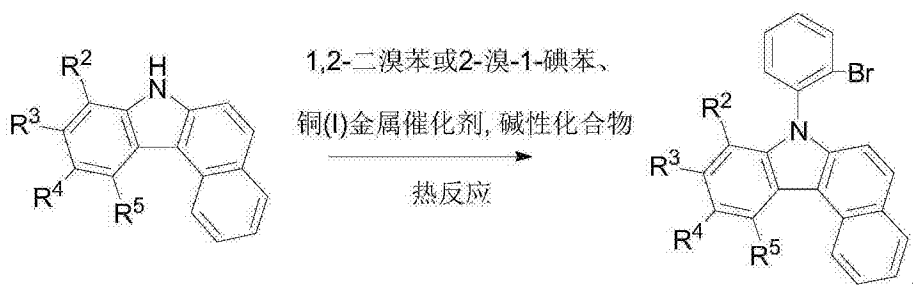 R²
H
N
R³
R⁴
R⁵
1,2-二溴苯或2-溴-1-碘苯、
铜(I)金属催化剂, 碱性化合物
热反应
Br
R²
N
R³
R⁴
R⁵